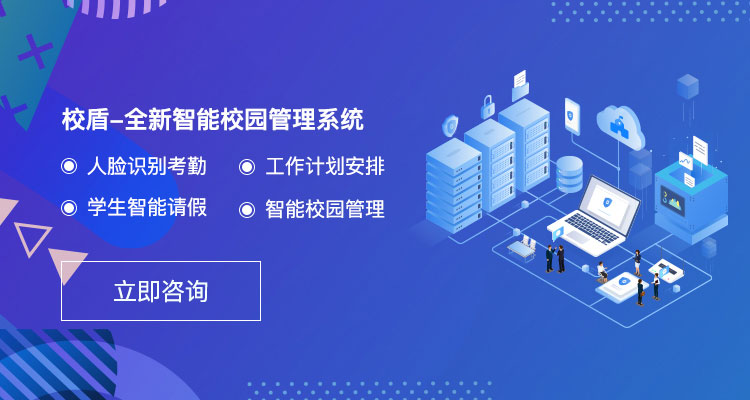 校盾-全新智能校园管理系统
人脸识别考勤
工作计划安排
学生智能请假
智能校园管理
立即咨询